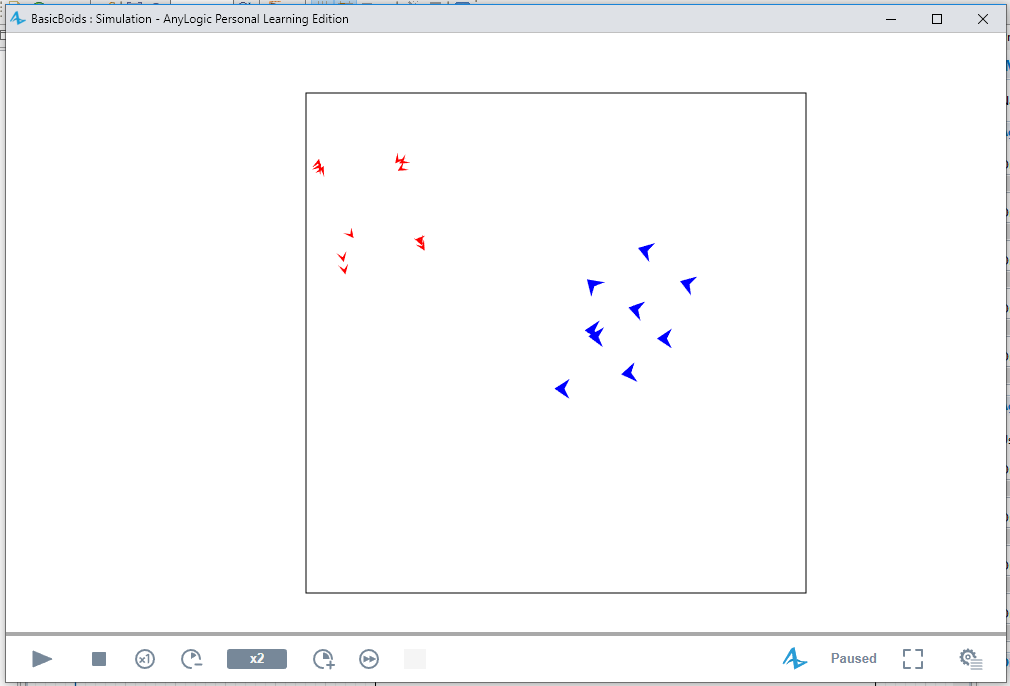 BasicBoids : Simulation - AnyLogic Personal Learning Edition
x1
x2
Paused